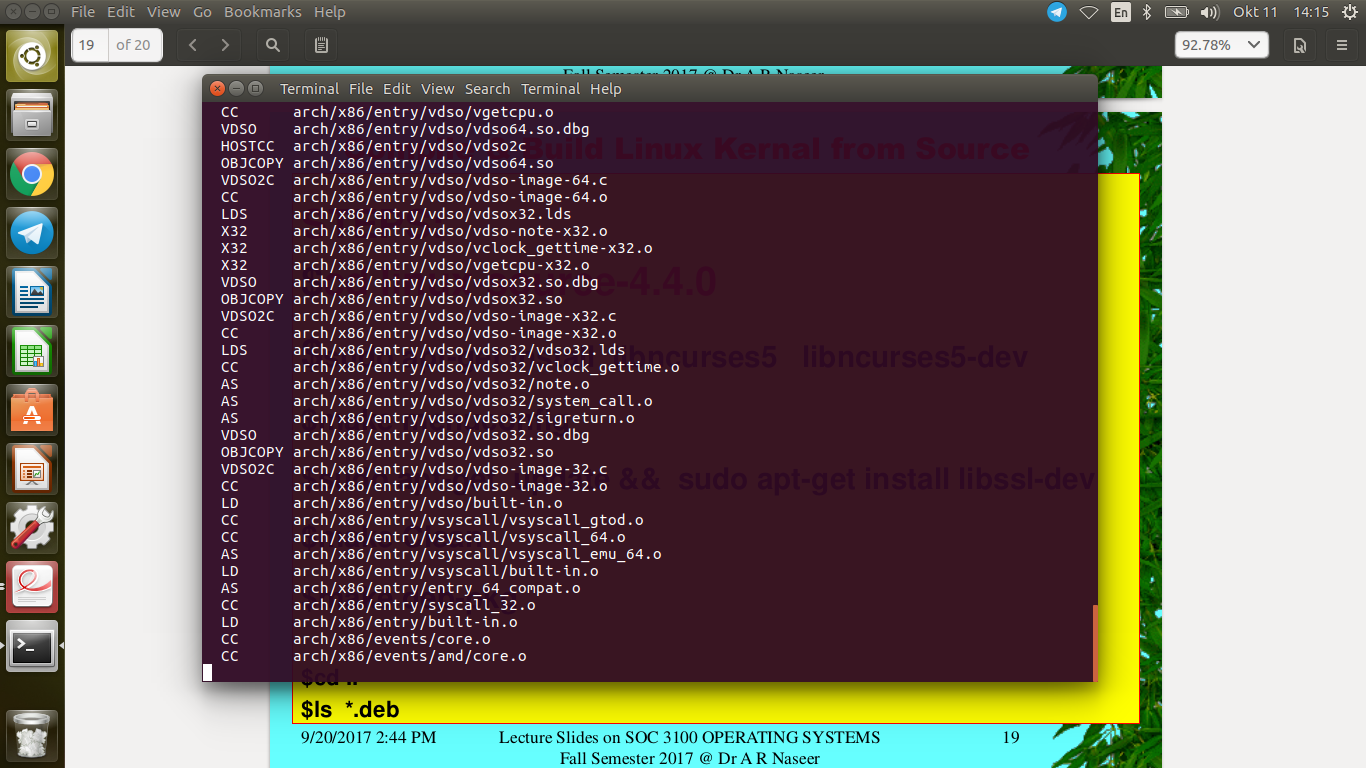 File Edit View Go Bookmarks Help En Okt 11 14:15
19 of 20 92.78%
Fall Semester 2017 @ Dr A R Naseer
Terminal File Edit View Search Terminal Help
CC arch/x86/entry/vdso/vgetcpu.o
VDSO arch/x86/entry/vdso/vdso64.so.dbg
HOSTCC arch/x86/entry/vdso/vdso2c
OBJCOPY arch/x86/entry/vdso/vdso64.so
Build Linux Kernal from Source
VDSO2C arch/x86/entry/vdso/vdso-image-64.c
CC arch/x86/entry/vdso/vdso-image-64.o
LDS arch/x86/entry/vdso/vdsox32.lds
X32 arch/x86/entry/vdso/vdso-note-x32.o
X32 arch/x86/entry/vdso/vclock_gettime-x32.o
X32 arch/x86/entry/vdso/vgetcpu-x32.o
VDSO arch/x86/entry/vdso/vdsox32.so.dbg
-4.4.0
OBJCOPY arch/x86/entry/vdso/vdsox32.so
VDSO2C arch/x86/entry/vdso/vdso-image-x32.c
CC arch/x86/entry/vdso/vdso-image-x32.o
LDS arch/x86/entry/vdso/vdso32/vdso32.lds
libncurses5 libncurses5-dev
CC arch/x86/entry/vdso/vdso32/vclock_gettime.o
AS arch/x86/entry/vdso/vdso32/note.o
AS arch/x86/entry/vdso/vdso32/system_call.o
AS arch/x86/entry/vdso/vdso32/sigreturn.o
VDSO arch/x86/entry/vdso/vdso32.so.dbg
OBJCOPY arch/x86/entry/vdso/vdso32.so
VDSO2C arch/x86/entry/vdso/vdso-image-32.c
&& sudo apt-get install libssl-dev
CC arch/x86/entry/vdso/vdso-image-32.o
LD arch/x86/entry/vdso/built-in.o
CC arch/x86/entry/vsyscall/vsyscall_gtod.o
CC arch/x86/entry/vsyscall/vsyscall_64.o
AS arch/x86/entry/vsyscall/vsyscall_emu_64.o
LD arch/x86/entry/vsyscall/built-in.o
AS arch/x86/entry/entry_64_compat.o
CC arch/x86/entry/syscall_32.o
LD arch/x86/entry/built-in.o
CC arch/x86/events/core.o
CC arch/x86/events/amd/core.o
$cd ..
$ls *.deb
9/20/2017 2:44 PM Lecture Slides on SOC 3100 OPERATING SYSTEMS 19
Fall Semester 2017 @ Dr A R Naseer